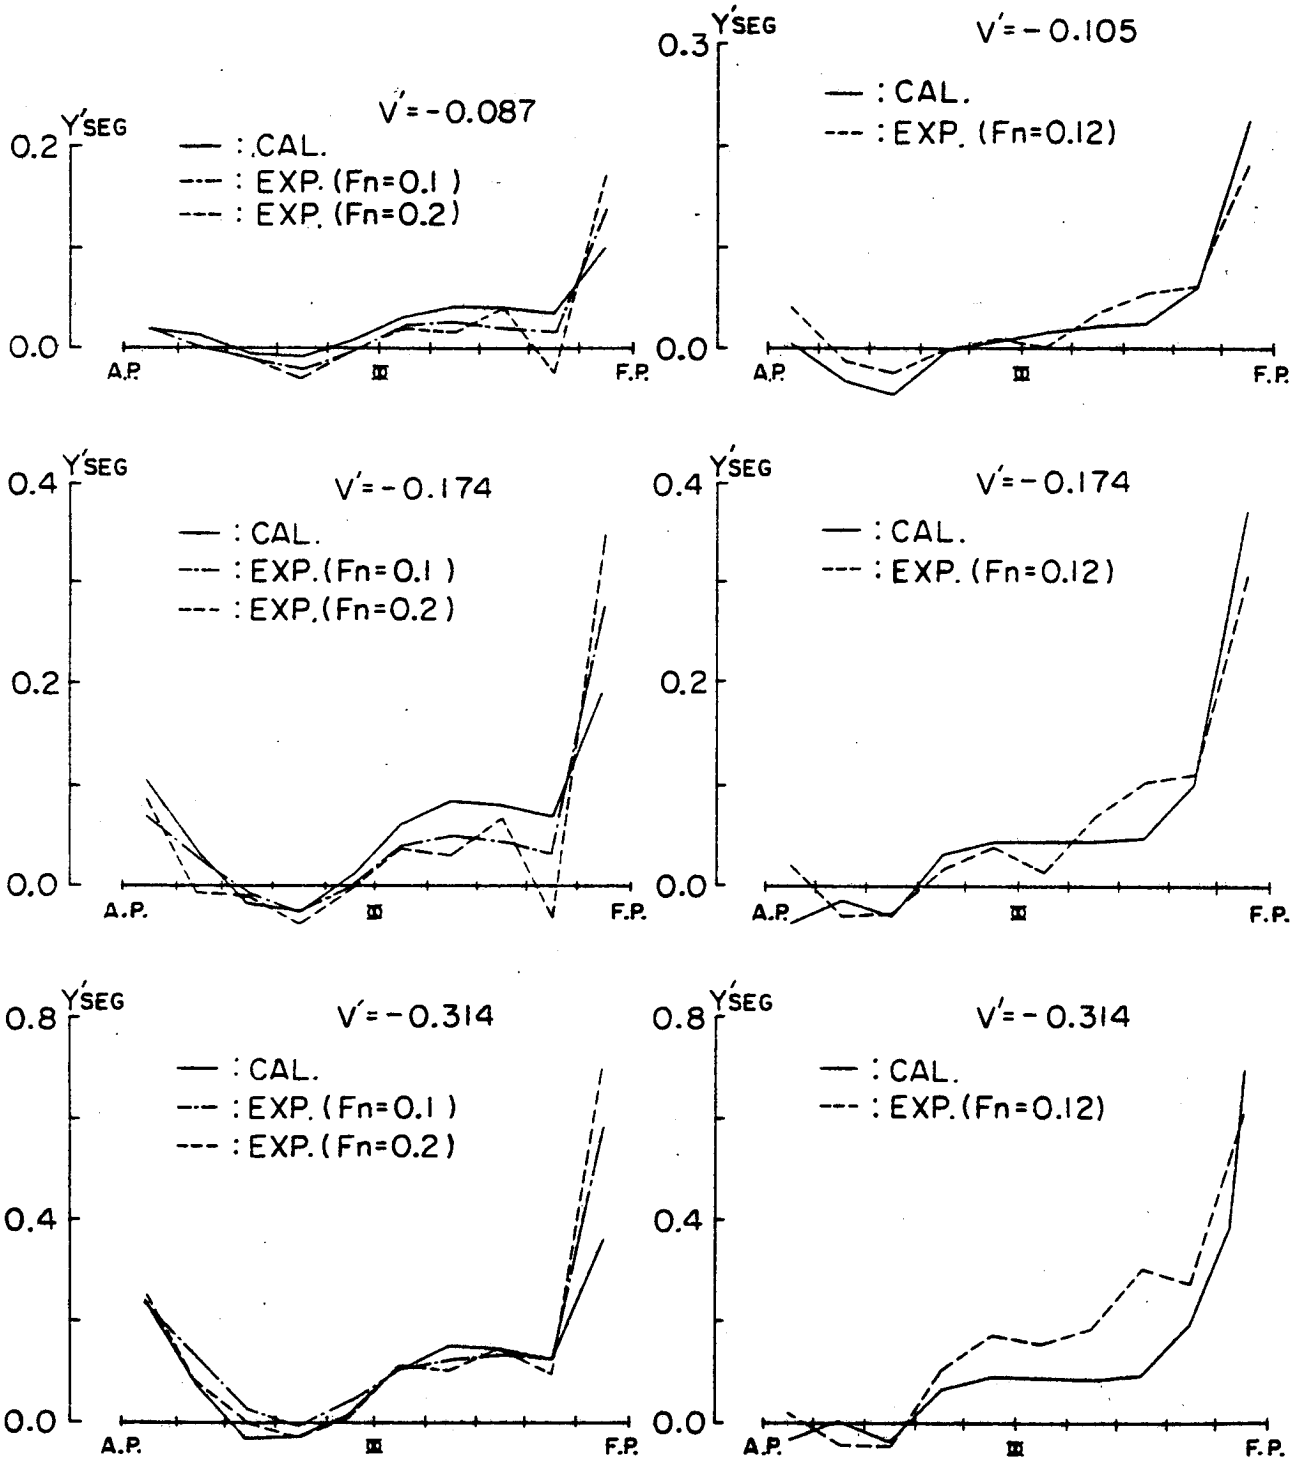 Y'SEG
V'=-0.087
0.2
— : CAL.
—·— : EXP. (Fn=0.1)
--- : EXP. (Fn=0.2)
0.0
A.P.
F.P.
Y'SEG
V'=-0.105
0.3
— : CAL.
--- : EXP. (Fn=0.12)
0.0
A.P.
F.P.
Y'SEG
V'=-0.174
0.4
— : CAL.
—·— : EXP. (Fn=0.1)
--- : EXP. (Fn=0.2)
0.2
0.0
A.P.
F.P.
Y'SEG
V'=-0.174
0.4
— : CAL.
--- : EXP. (Fn=0.12)
0.2
0.0
A.P.
F.P.
Y'SEG
V'=-0.314
0.8
— : CAL.
—·— : EXP. (Fn=0.1)
--- : EXP. (Fn=0.2)
0.4
0.0
A.P.
F.P.
Y'SEG
V'=-0.314
0.8
— : CAL.
--- : EXP. (Fn=0.12)
0.4
0.0
A.P.
F.P.